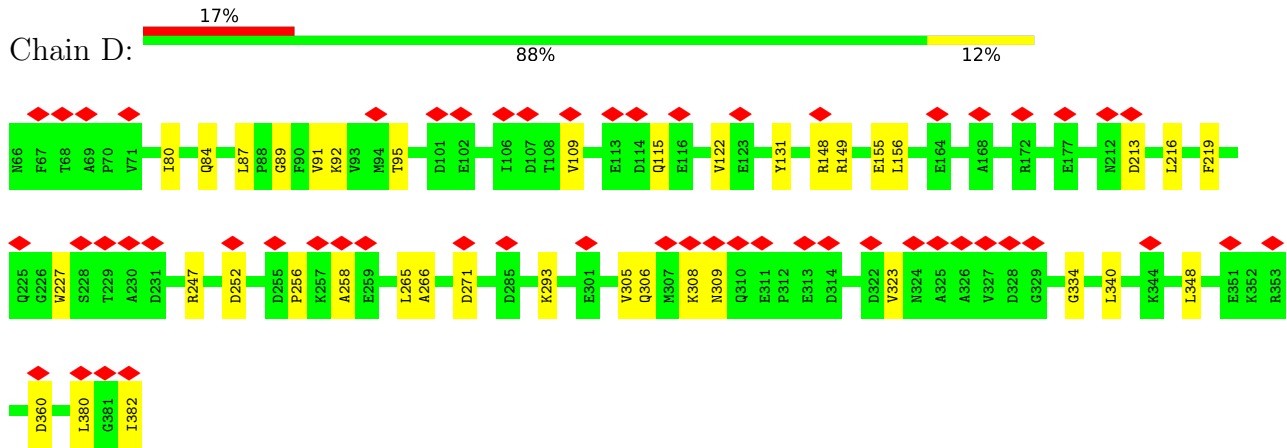 17%
Chain D:
88% 12%
N66 F67 T68 A69 P70 V71 I80 Q84 L87 P88 G89 F90 V91 K92 V93 M94 T95 D101 E102 I106 D107 T108 V109 E113 D114 Q115 E116 V122 E123 Y131 R148 R149 E155 L156 E164 A168 R172 E177 N212 D213 L216 F219
Q225 G226 W227 S228 T229 A230 D231 R247 D252 D255 P256 K257 A258 E259 L265 A266 D271 D285 K293 E301 V305 Q306 M307 K308 N309 Q310 E311 P312 E313 D314 D322 V323 N324 A325 A326 V327 D328 G329 G334 L340 K344 L348 E351 K352 R353
D360 L380 G381 I382